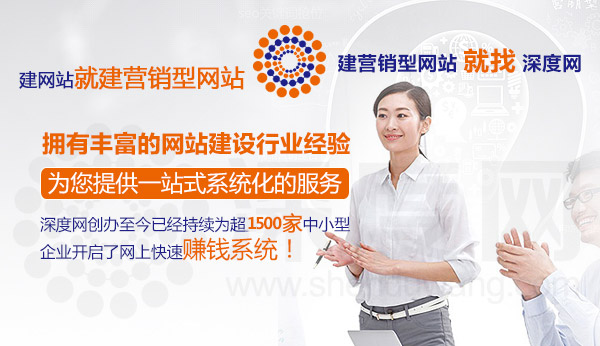 建网站就建营销型网站
建营销型网站 就找 深度网
拥有丰富的网站建设行业经验
为您提供一站式系统化的服务
深度网创办至今已经持续为超1500家中小型
企业开启了网上快速赚钱系统！